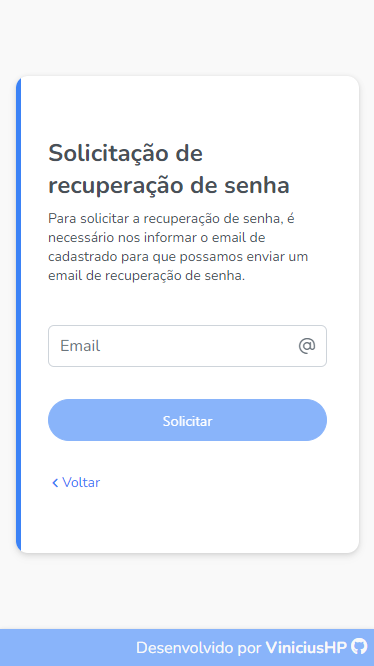 Solicitação de
recuperação de senha
Para solicitar a recuperação de senha, é
necessário nos informar o email de
cadastrado para que possamos enviar um
email de recuperação de senha.
Email @
Solicitar
Voltar
Desenvolvido por ViniciusHP